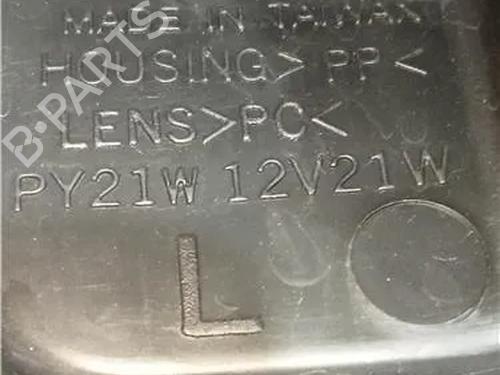 MADE IN TAIWAN
HOUSING>PP<
LENS>PC<
PY21W 12V21W
L
B-PARTS